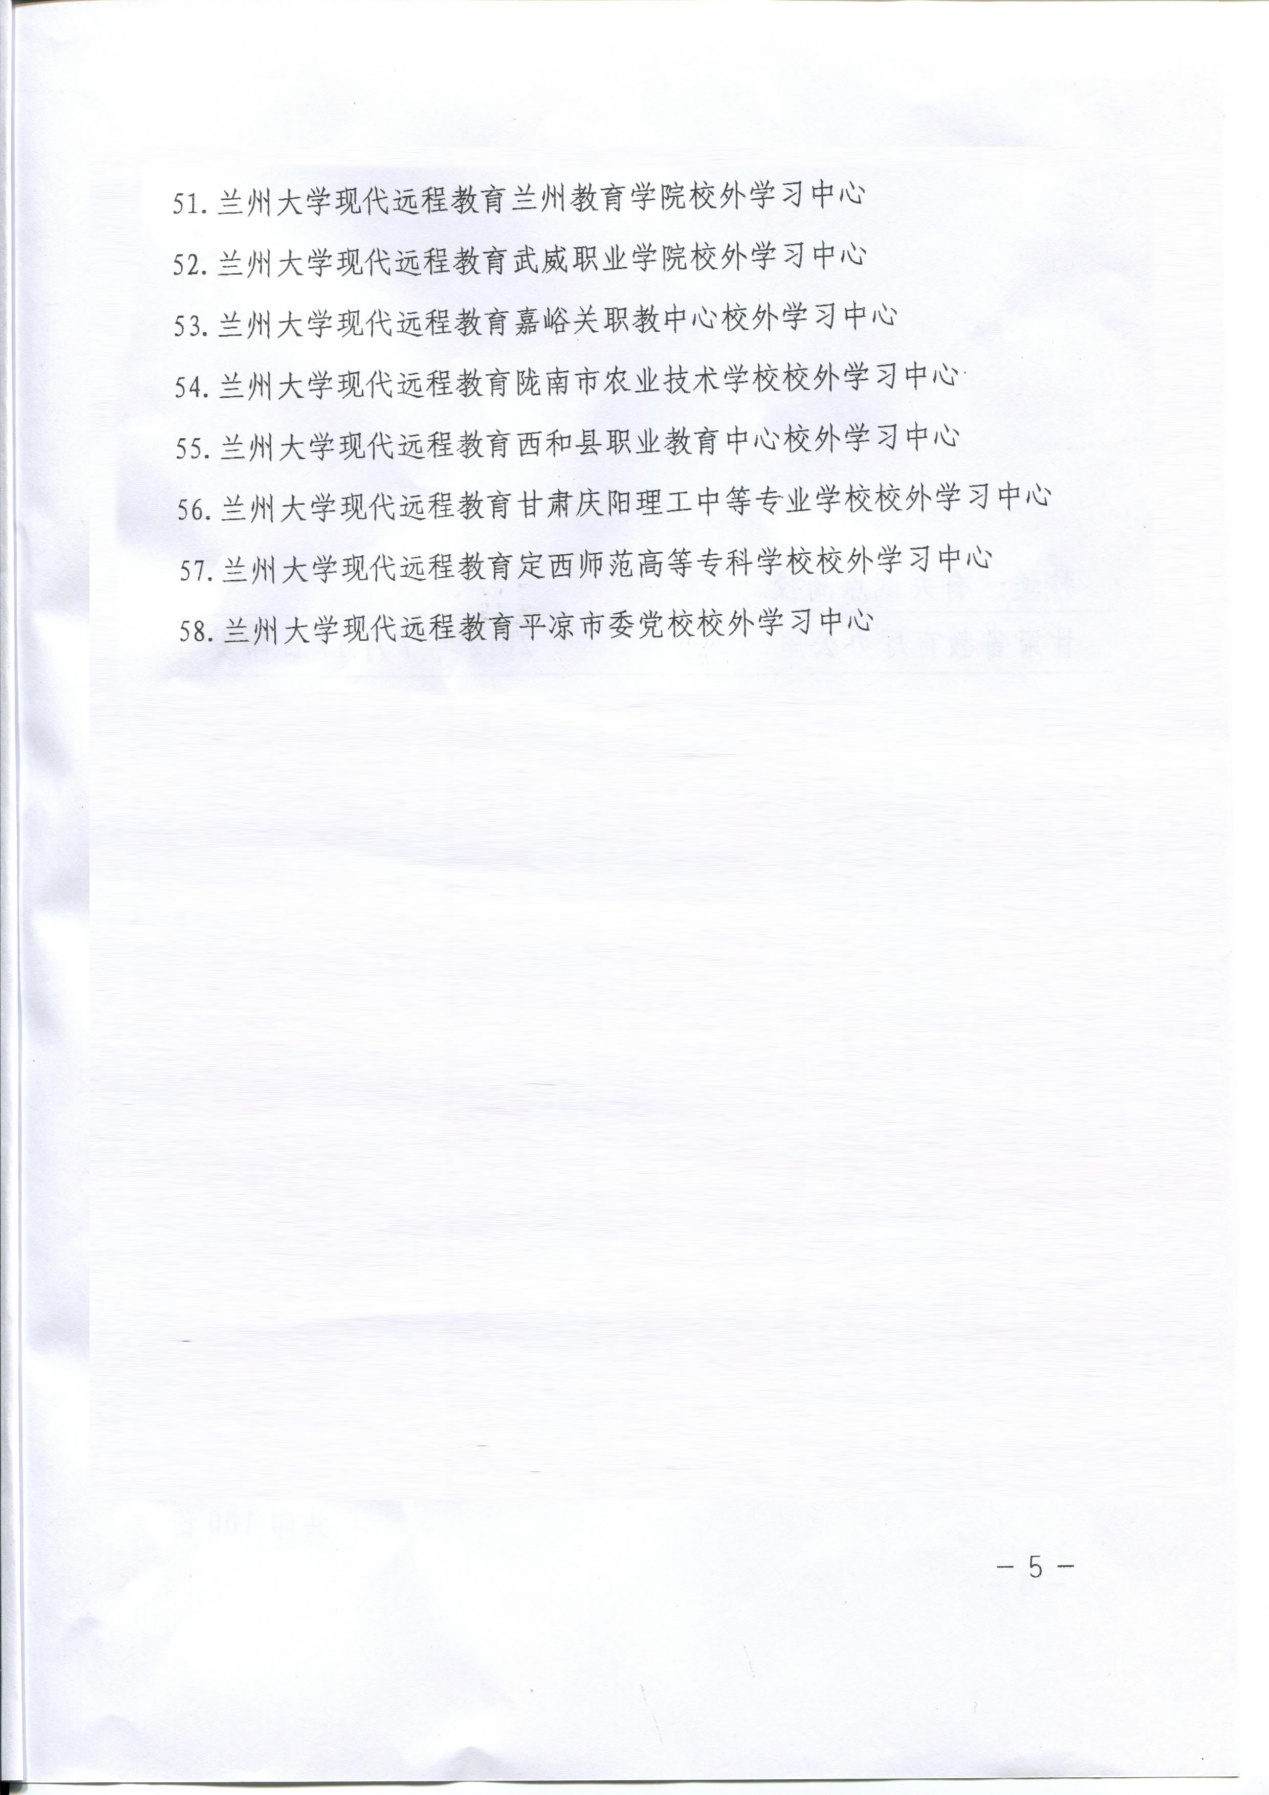 51.兰州大学现代远程教育兰州教育学院校外学习中心
52.兰州大学现代远程教育武威职业学院校外学习中心
53.兰州大学现代远程教育嘉峪关职教中心校外学习中心
54.兰州大学现代远程教育陇南市农业技术学校校外学习中心
55.兰州大学现代远程教育西和县职业教育中心校外学习中心
56.兰州大学现代远程教育甘肃庆阳理工中等专业学校校外学习中心
57.兰州大学现代远程教育定西师范高等专科学校校外学习中心
58.兰州大学现代远程教育平凉市委党校校外学习中心
- 5 -